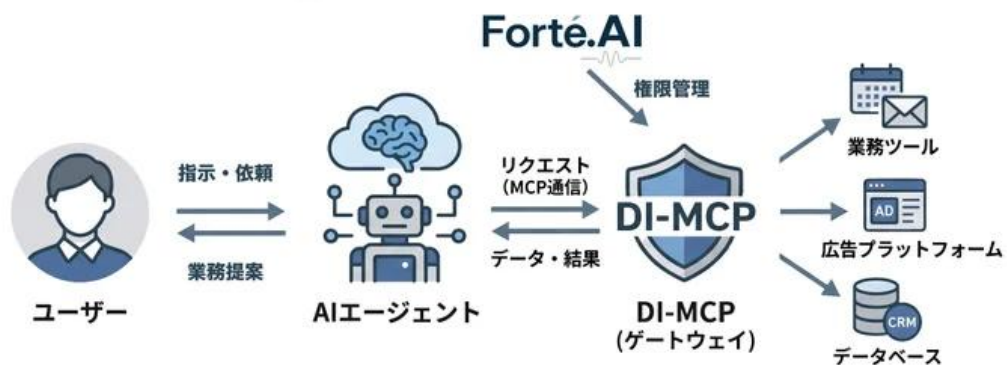 Forté.AI
権限管理
指示・依頼
業務提案
ユーザー
AIエージェント
リクエスト
(MCP通信)
データ・結果
DI-MCP
DI-MCP
(ゲートウェイ)
業務ツール
AD
広告プラットフォーム
CRM
データベース